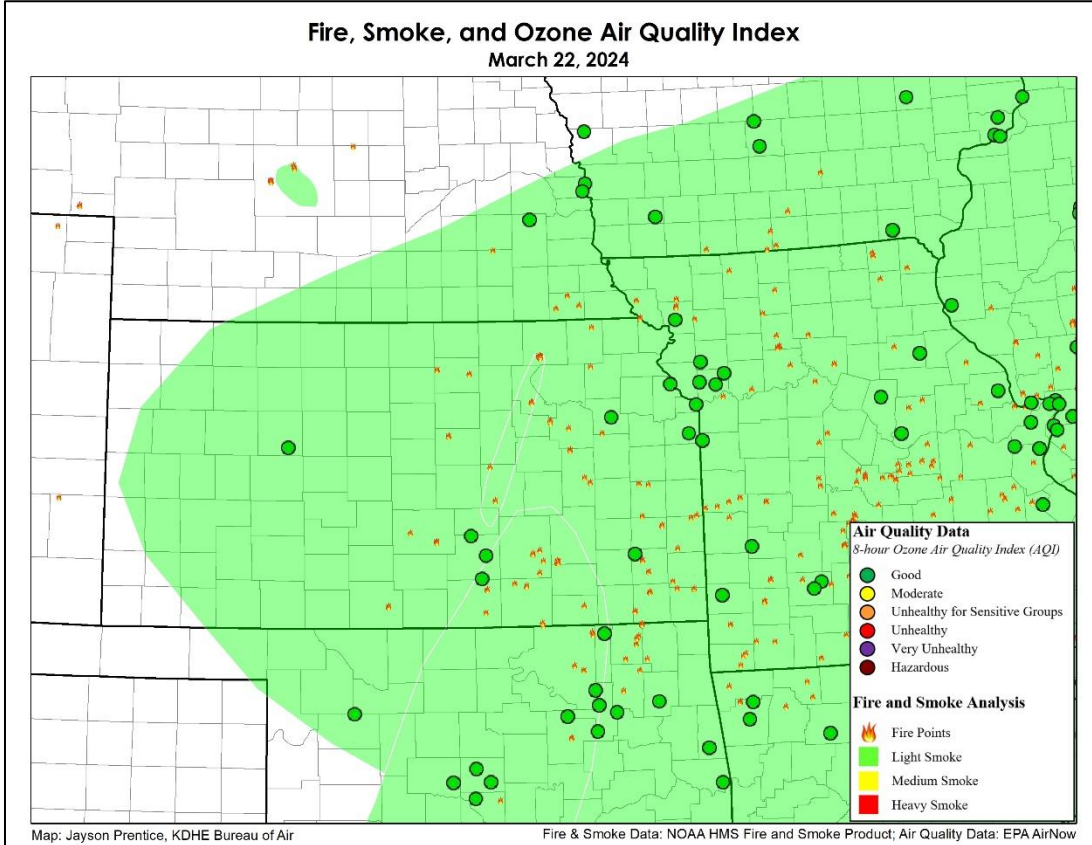 Fire, Smoke, and Ozone Air Quality Index
March 22, 2024
Air Quality Data
8-hour Ozone Air Quality Index (AQI)
Good
Moderate
Unhealthy for Sensitive Groups
Unhealthy
Very Unhealthy
Hazardous
Fire and Smoke Analysis
Fire Points
Light Smoke
Medium Smoke
Heavy Smoke
Map: Jayson Prentice, KDHE Bureau of Air
Fire & Smoke Data: NOAA HMS Fire and Smoke Product; Air Quality Data: EPA AirNow